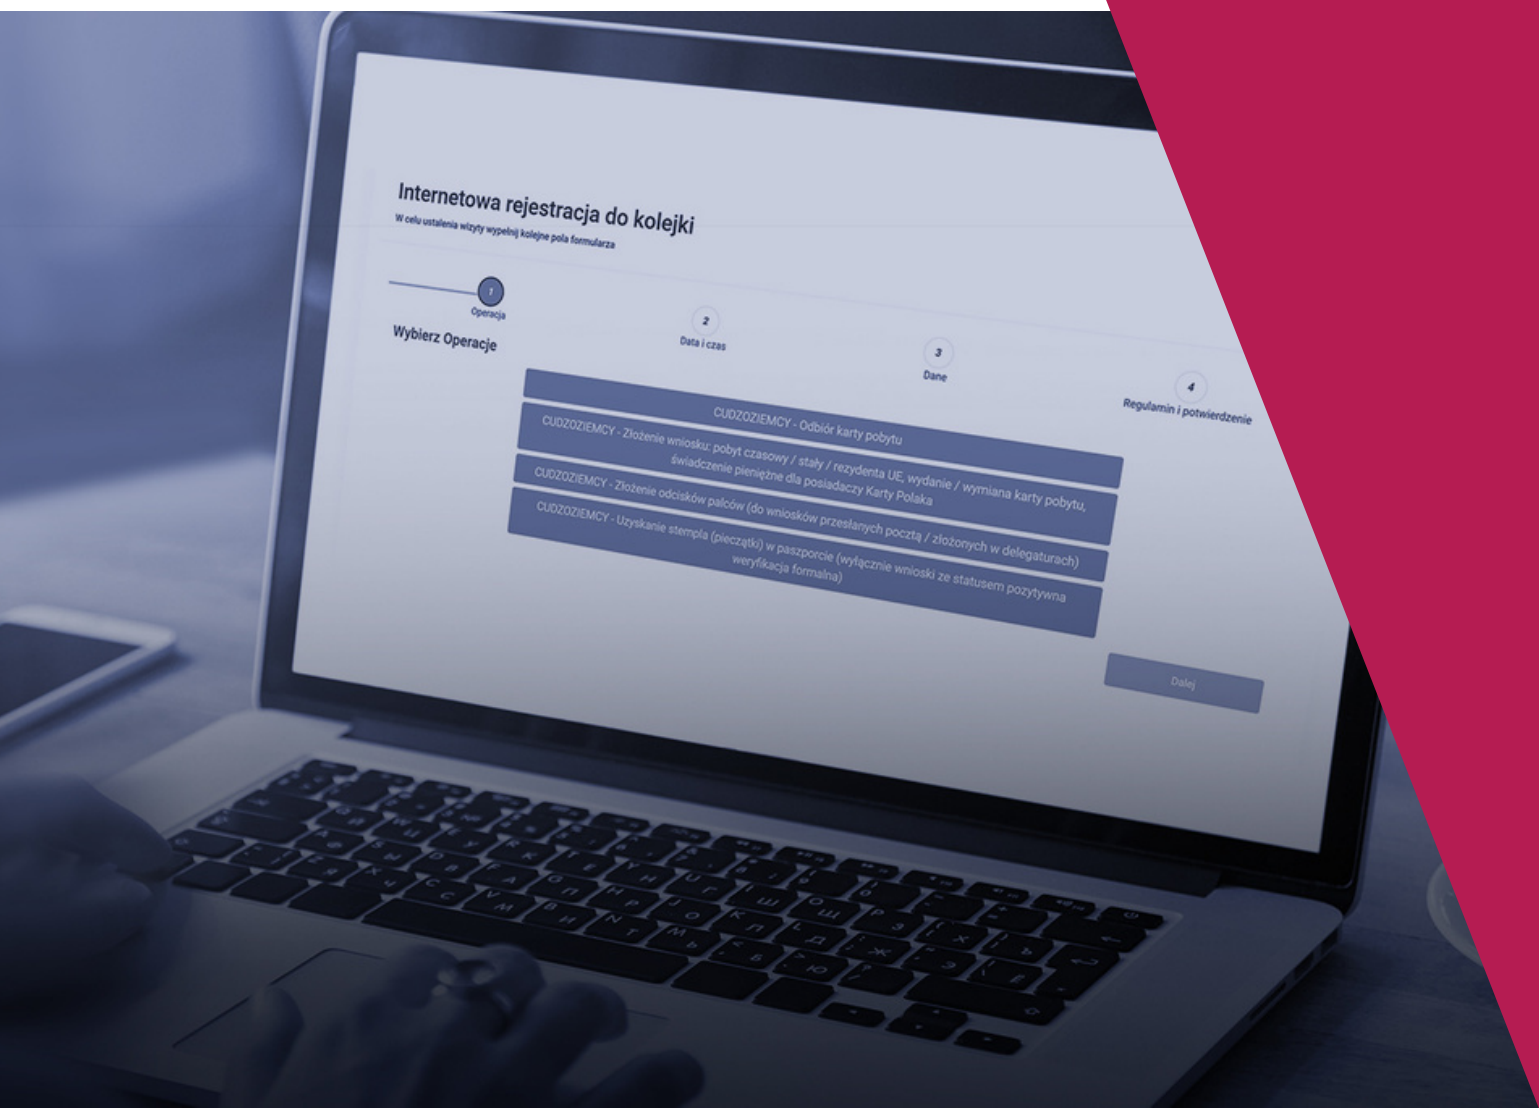 Internetowa rejestracja do kolejki
W celu ustalenia wizyty wypełnij kolejne pola formularza
1
Operacja
2
Data i czas
3
Dane
4
Regulamin i potwierdzenie
Wybierz Operacje
CUDZOZIEMCY - Odbiór karty pobytu
CUDZOZIEMCY - Złożenie wniosku: pobyt czasowy / stały / rezydenta UE, wydanie / wymiana karty pobytu,
świadczenie pieniężne dla posiadaczy Karty Polaka
CUDZOZIEMCY - Złożenie odcisków palców (do wniosków przesłanych pocztą / złożonych w delegaturach)
CUDZOZIEMCY - Uzyskanie stempla (pieczątki) w paszporcie (wyłącznie wnioski ze statusem pozytywna
weryfikacja formalna)
Dalej